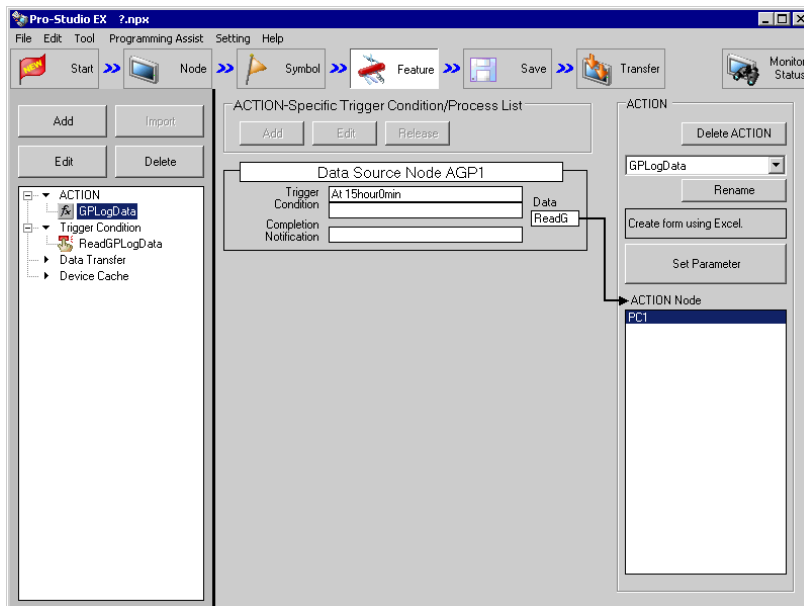 Pro-Studio EX ?.npx
File Edit Tool Programming Assist Setting Help
NEW Start Node Symbol Feature Save Transfer Monitor Status
Add Import
Edit Delete
ACTION
fx GPLogData
Trigger Condition
ReadGPLogData
Data Transfer
Device Cache
ACTION-Specific Trigger Condition/Process List
Add Edit Release
Data Source Node AGP1
Trigger Condition
At 15hour0min
Completion Notification
Data
ReadG
ACTION
Delete ACTION
GPLogData
Rename
Create form using Excel.
Set Parameter
ACTION Node
PC1